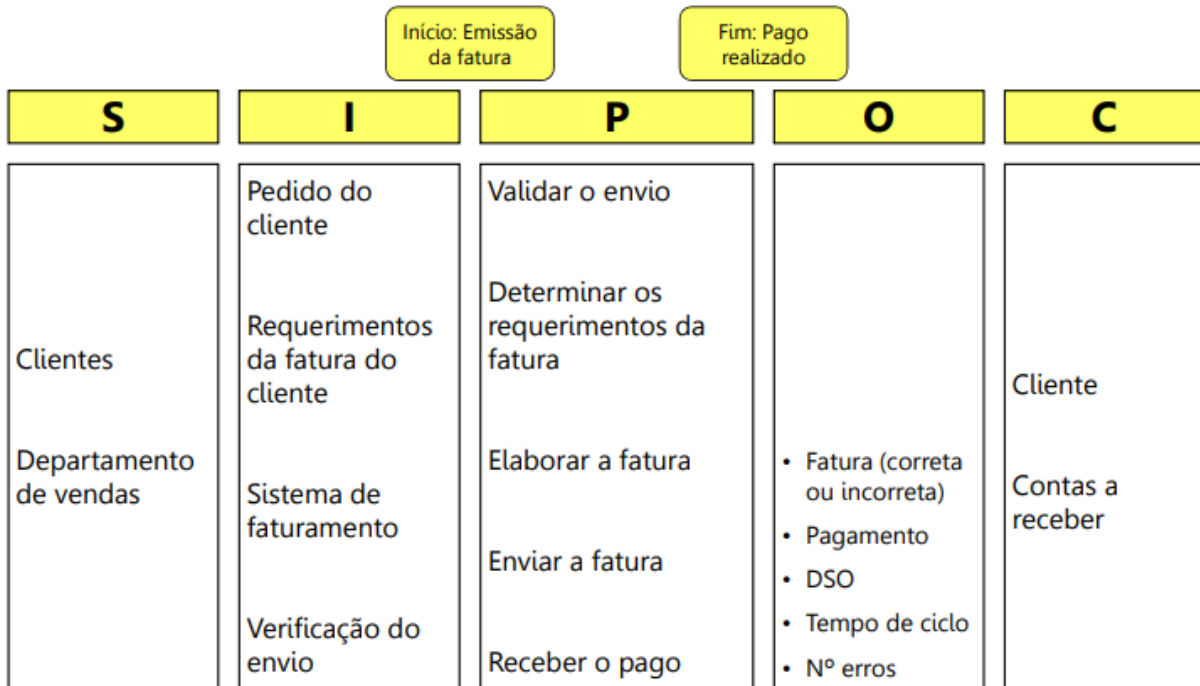 Início: Emissão
da fatura
Fim: Pago
realizado
S
I
P
O
C
Clientes
Departamento
de vendas
Pedido do
cliente
Requerimentos
da fatura do
cliente
Sistema de
faturamento
Verificação do
envio
Validar o envio
Determinar os
requerimentos da
fatura
Elaborar a fatura
Enviar a fatura
Receber o pago
• Fatura (correta
ou incorreta)
• Pagamento
• DSO
• Tempo de ciclo
• Nº erros
Cliente
Contas a
receber